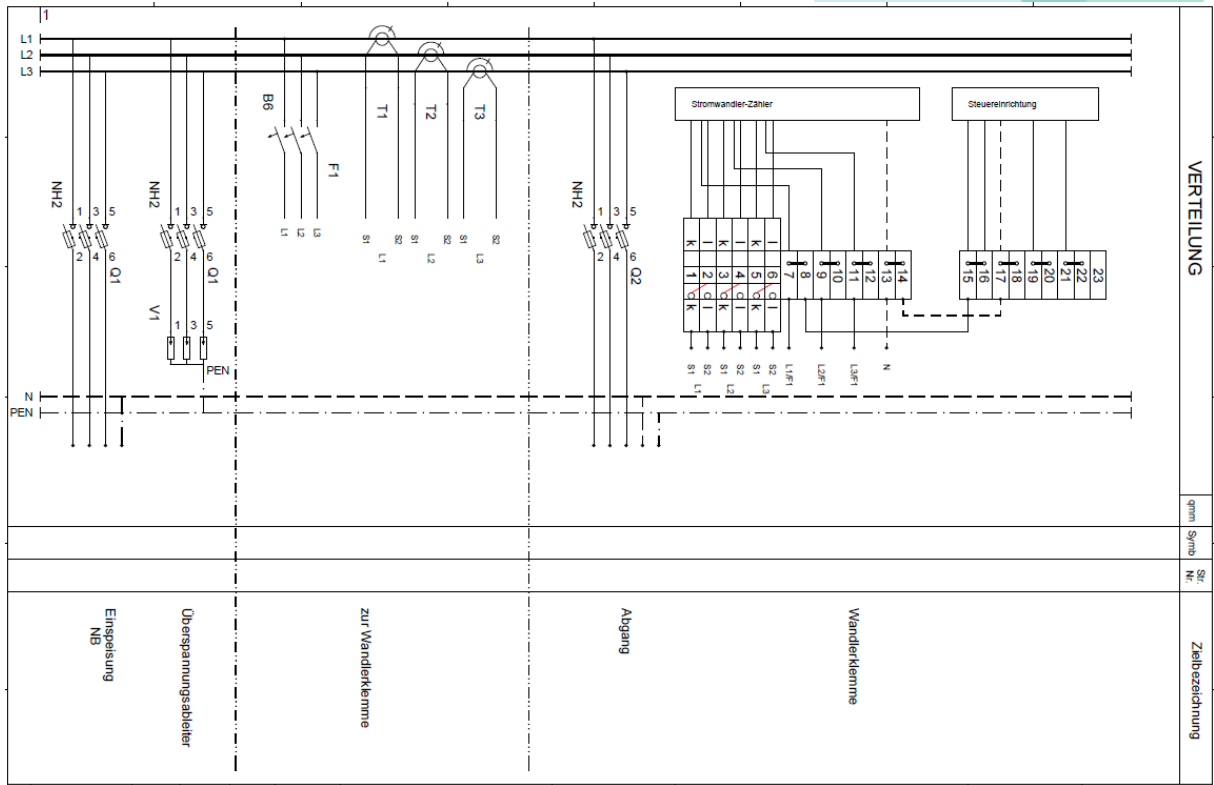 1
L1
L2
L3
B6
F1
T1
T2
T3
L1
L2
L3
S1
S2
L1
S1
S2
L2
S1
S2
L3
NH2
1 3 5
2 4 6
Q1
NH2
1 3 5
2 4 6
Q1
V1
1 3 5
PEN
NH2
1 3 5
2 4 6
Q2
Stromwandler-Zähler
Steuereinrichtung
k l k l k l
1 2 3 4 5 6 7 8 9 10 11 12 13 14
k l k l k l
15 16 17 18 19 20 21 22 23
S1 S2 S1 S2 S1 S2
L1 L2 L3
L1/F1
L2/F1
L3/F1
N
N
PEN
VERTEILUNG
qmm
Symb
Str.
Nr.
Zielbezeichnung
Einspeisung
NB
Überspannungsableiter
zur Wandlerklemme
Abgang
Wandlerklemme